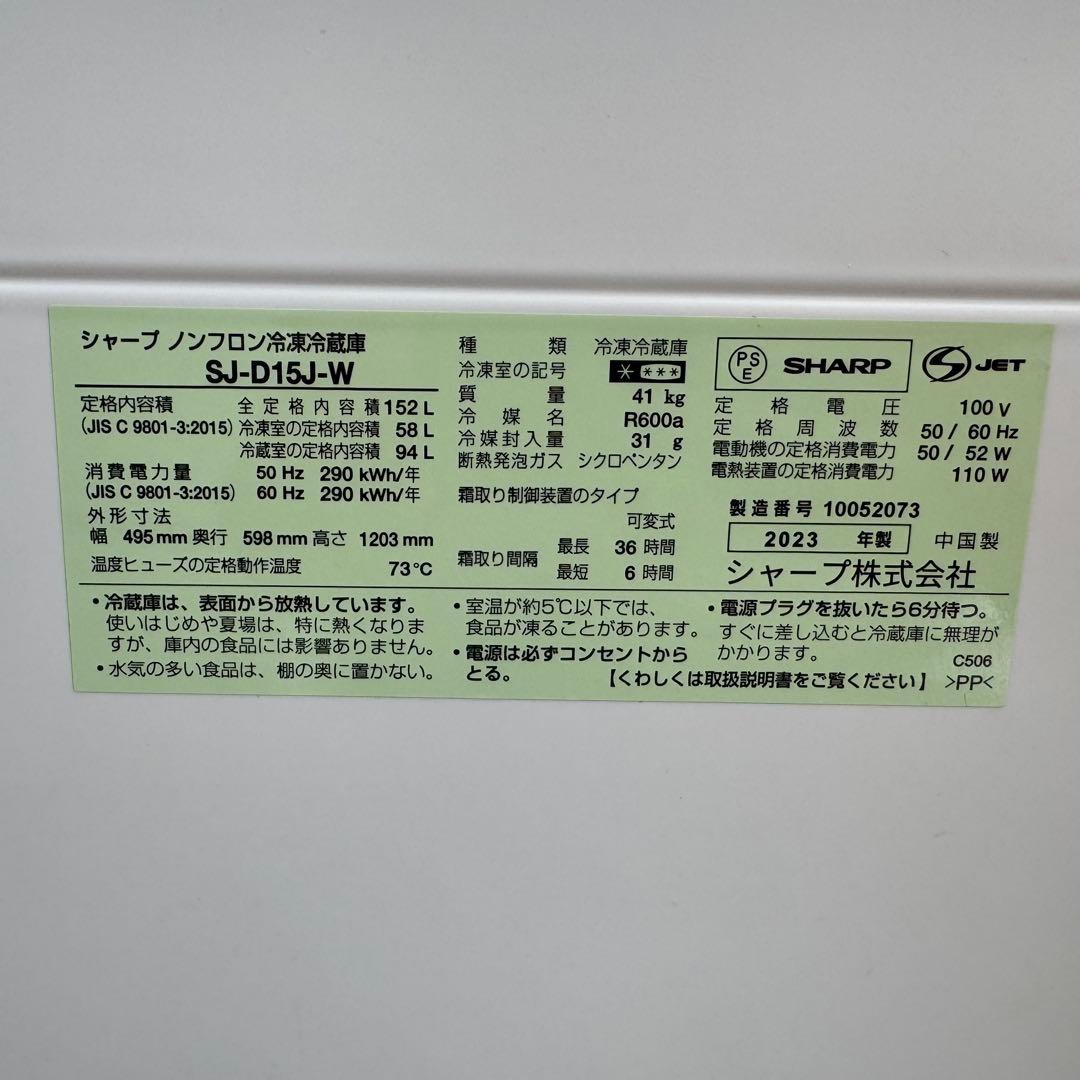 シャープ ノンフロン冷凍冷蔵庫
SJ-D15J-W
定格内容積 全定格内容積 152 L
(JIS C 9801-3:2015) 冷凍室の定格内容積 58 L
冷蔵室の定格内容積 94 L
消費電力量 50 Hz 290 kWh/年
(JIS C 9801-3:2015) 60 Hz 290 kWh/年
外形寸法
幅 495 mm 奥行 598 mm 高さ 1203 mm
温度ヒューズの定格動作温度 73℃
種類 冷凍冷蔵庫
冷凍室の記号 * ***
質量 41 kg
冷媒名 R600a
冷媒封入量 31 g
断熱発泡ガス シクロペンタン
霜取り制御装置のタイプ
可変式
霜取り間隔 最長 36 時間
最短 6 時間
PSE SHARP JET
定格電圧 100 V
定格周波数 50 / 60 Hz
電動機の定格消費電力 50 / 52 W
電熱装置の定格消費電力 110 W
製造番号 10052073
2023 年製 中国製
シャープ株式会社
・冷蔵庫は、表面から放熱しています。
使いはじめや夏場は、特に熱くなりま
すが、庫内の食品には影響ありません。
・水気の多い食品は、棚の奥に置かない。
・室温が約5℃以下では、
食品が凍ることがあります。
・電源は必ずコンセントから
とる。
・電源プラグを抜いたら6分待つ。
すぐに差し込むと冷蔵庫に無理が
かかります。
C506
【くわしくは取扱説明書をご覧ください】 >PP<